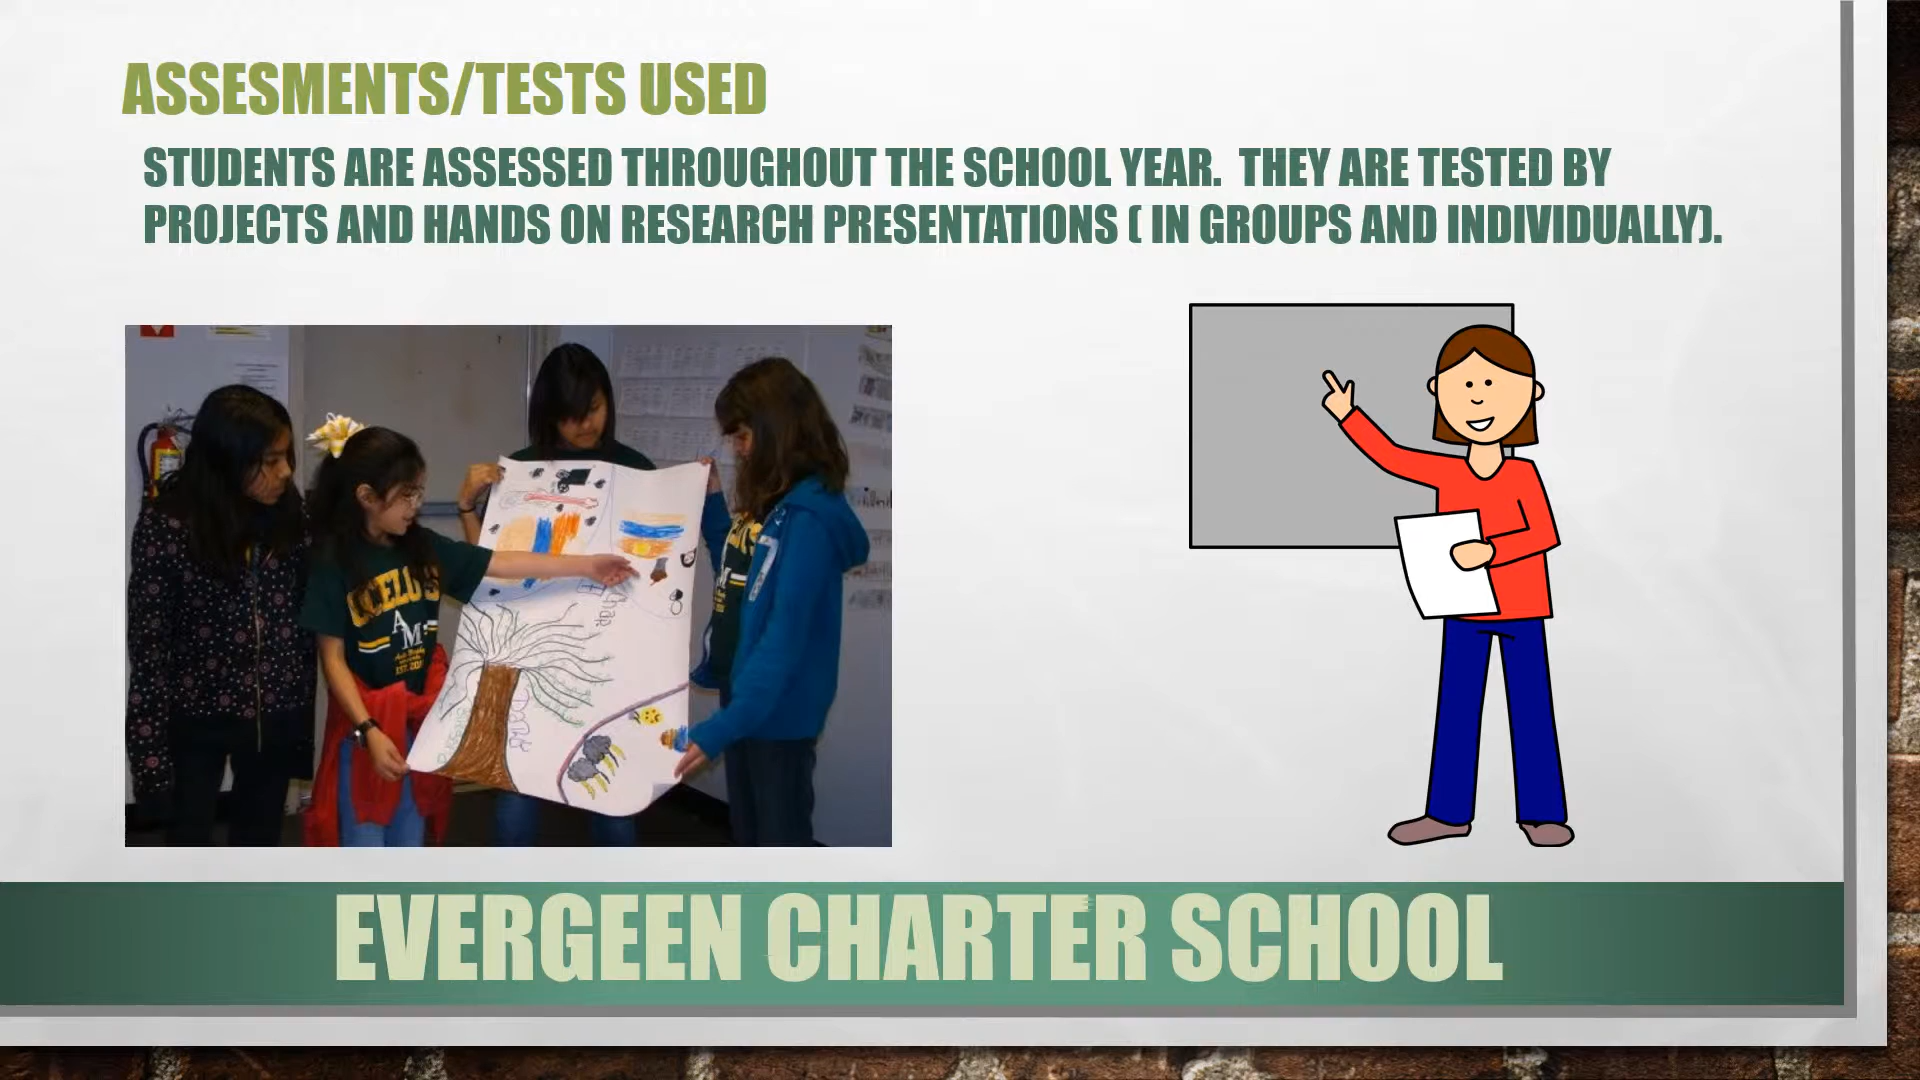 ASSESMENTS/TESTS USED
STUDENTS ARE ASSESSED THROUGHOUT THE SCHOOL YEAR. THEY ARE TESTED BY
PROJECTS AND HANDS ON RESEARCH PRESENTATIONS ( IN GROUPS AND INDIVIDUALLY).
A
M
EVERGEEN CHARTER SCHOOL